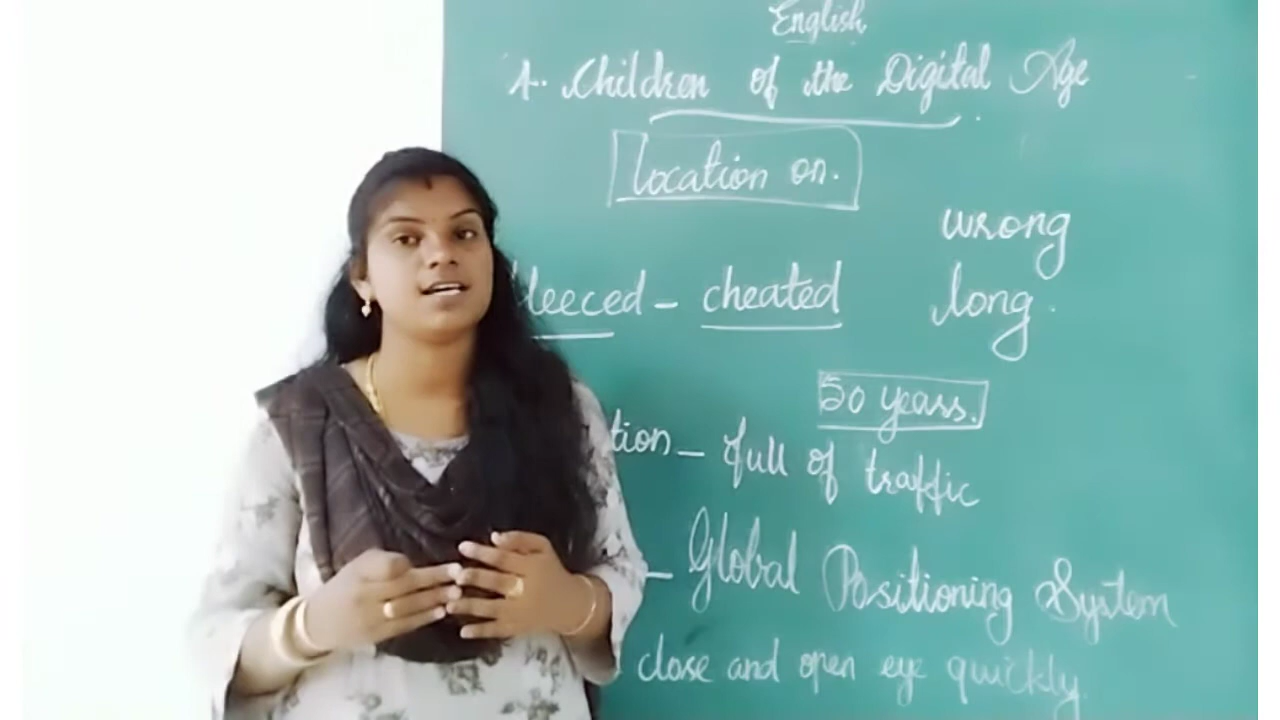 English
1. Children of the Digital Age
location on.
wrong
leeced - cheated
long.
50 years.
tion - full of traffic
- Global Positioning System
close and open eye quickly.